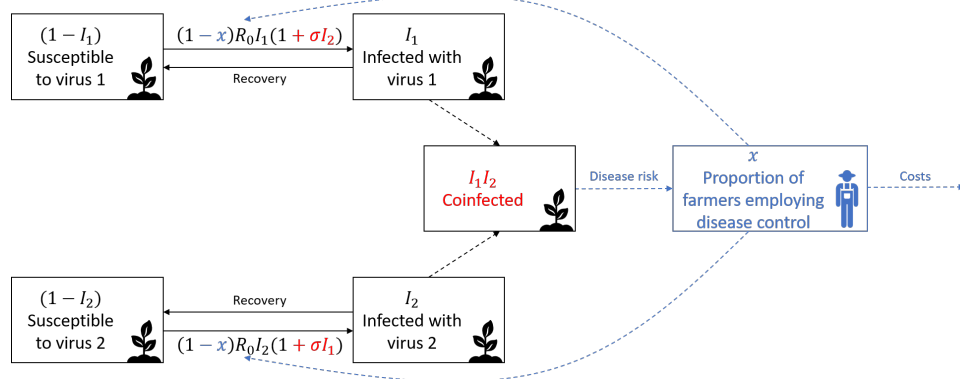 (1 − I₁)
Susceptible
to virus 1
(1 − x)R₀I₁(1 + σI₂)
Recovery
I₁
Infected with
virus 1
I₁I₂
Coinfected
Disease risk
x
Proportion of
farmers employing
disease control
Costs
(1 − I₂)
Susceptible
to virus 2
Recovery
(1 − x)R₀I₂(1 + σI₁)
I₂
Infected with
virus 2